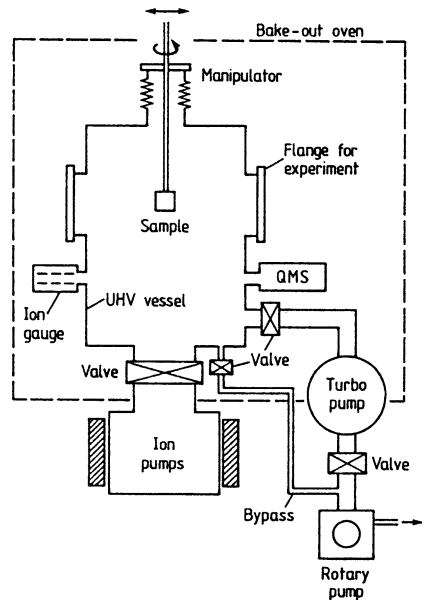 Bake-out oven
Manipulator
Flange for
experiment
Sample
QMS
Ion
gauge
UHV vessel
Valve
Valve
Turbo
pump
Ion
pumps
Valve
Bypass
Rotary
pump